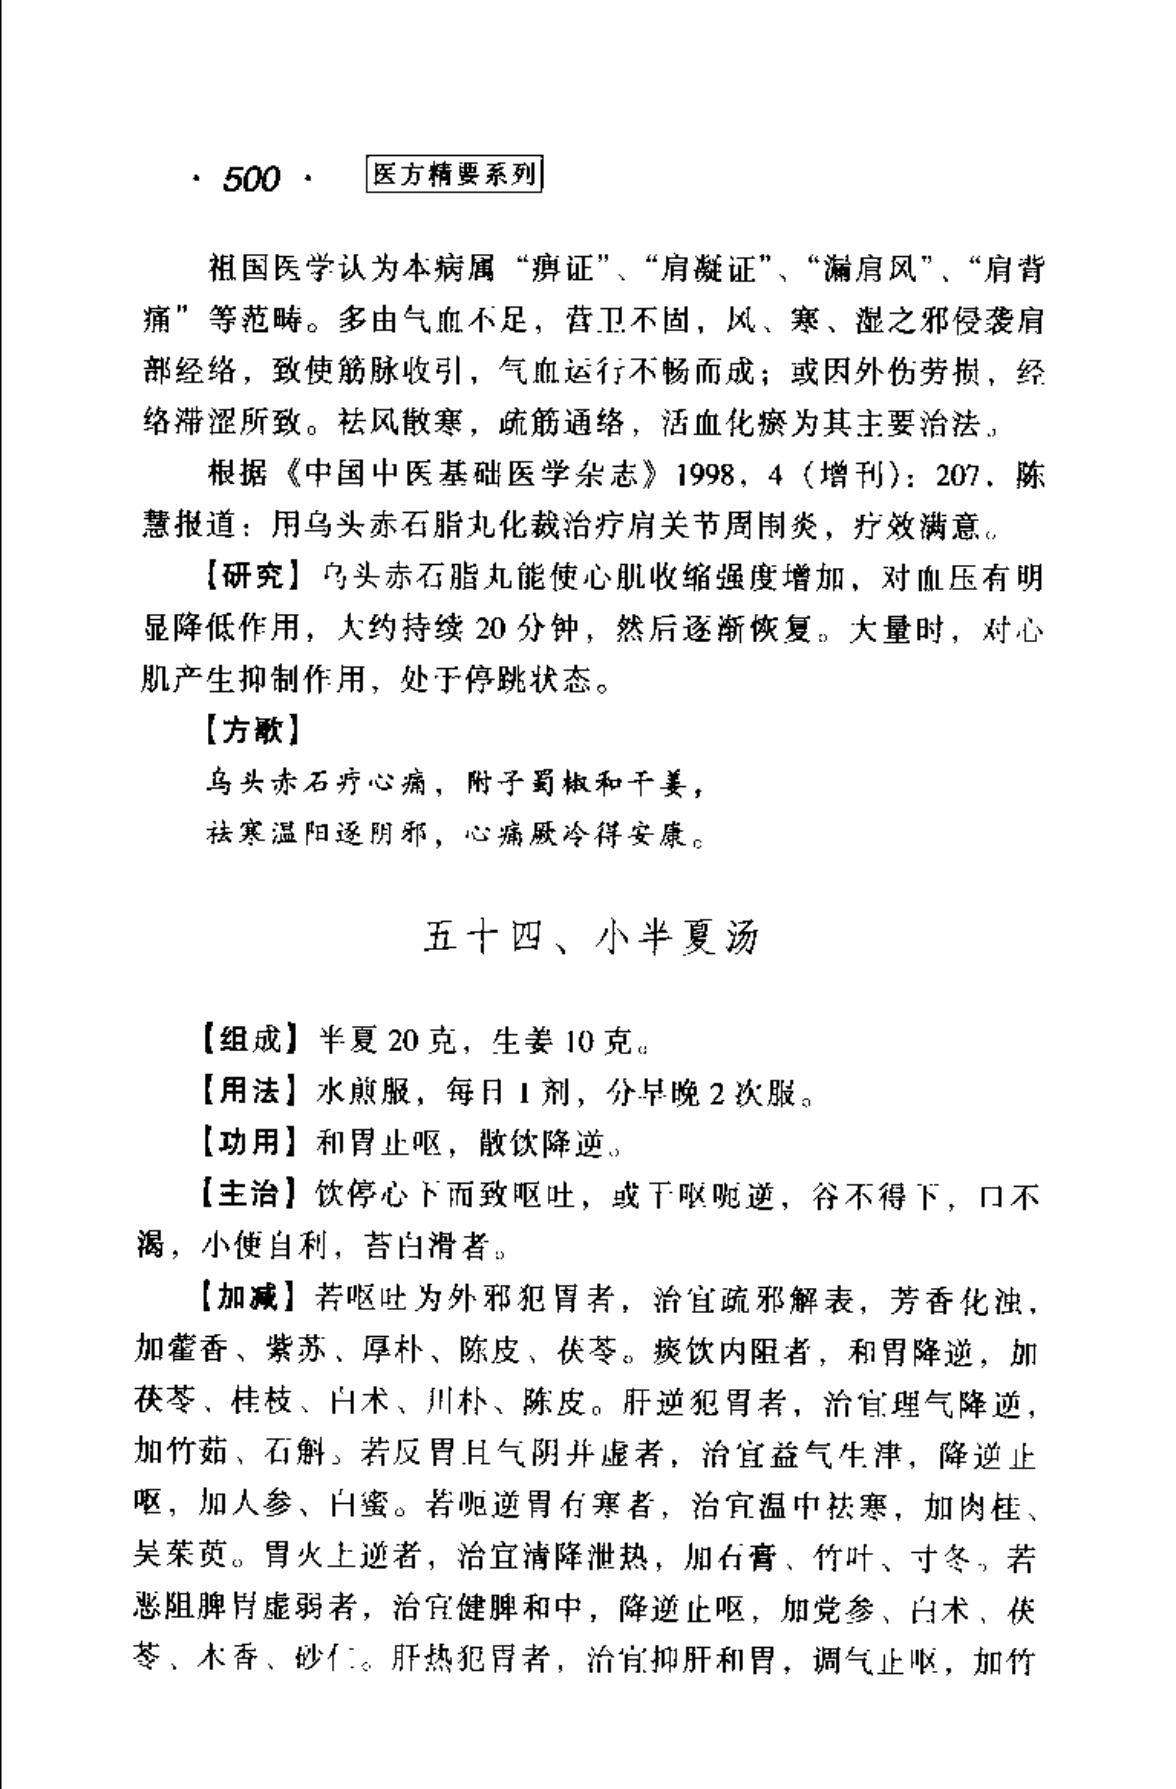 · 500 ·  医方精要系列
祖国医学认为本病属“痹证”、“肩凝证”、“漏肩风”、“肩背
痛”等范畴。多由气血不足，营卫不固，风、寒、湿之邪侵袭肩
部经络，致使筋脉收引，气血运行不畅而成；或因外伤劳损，经
络滞涩所致。祛风散寒，疏筋通络，活血化瘀为其主要治法。
根据《中国中医基础医学杂志》1998，4（增刊）：207．陈
慧报道：用乌头赤石脂丸化裁治疗肩关节周围炎，疗效满意。
【研究】乌头赤石脂丸能使心肌收缩强度增加，对血压有明
显降低作用，大约持续 20 分钟，然后逐渐恢复。大量时，对心
肌产生抑制作用，处于停跳状态。
【方歌】
乌头赤石疗心痛，附子蜀椒和干姜，
祛寒温阳逐阴邪，心痛厥冷得安康。
五十四、小半夏汤
【组成】半夏 20 克，生姜 10 克。
【用法】水煎服，每日 1 剂，分早晚 2 次服。
【功用】和胃止呕，散饮降逆。
【主治】饮停心下而致呕吐，或干呕呃逆，谷不得下，口不
渴，小便自利，苔白滑者。
【加减】若呕吐为外邪犯胃者，治宜疏邪解表，芳香化浊，
加藿香、紫苏、厚朴、陈皮、茯苓。痰饮内阻者，和胃降逆，加
茯苓、桂枝、白术、川朴、陈皮。肝逆犯胃者，治宜理气降逆，
加竹茹、石斛。若反胃且气阴并虚者，治宜益气生津，降逆止
呕，加人参、白蜜。若呃逆胃有寒者，治宜温中祛寒，加肉桂、
吴茱萸。胃火上逆者，治宜清降泄热，加石膏、竹叶、寸冬。若
恶阻脾胃虚弱者，治宜健脾和中，降逆止呕，加党参、白术、茯
苓、木香、砂仁。肝热犯胃者，治宜抑肝和胃，调气止呕，加竹